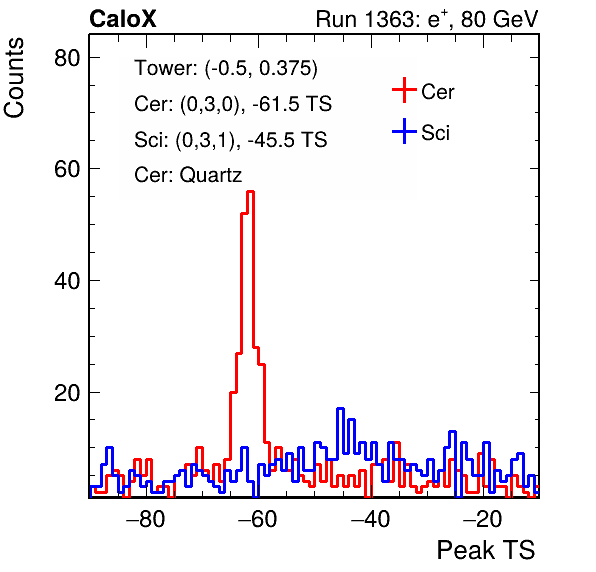 CaloX Run 1363: e⁺, 80 GeV
Counts
80
60
40
20
Tower: (-0.5, 0.375)
Cer: (0,3,0), -61.5 TS
Sci: (0,3,1), -45.5 TS
Cer: Quartz
Cer
Sci
−80 −60 −40 −20
Peak TS